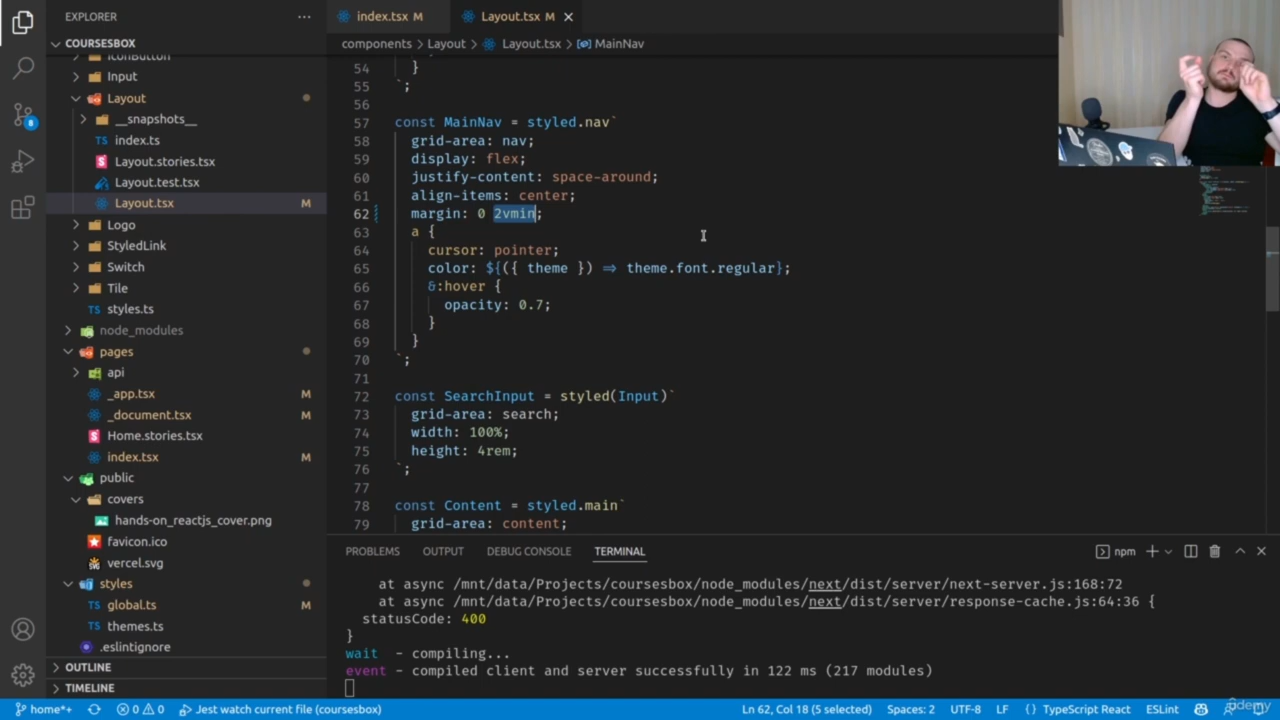 EXPLORER
COURSESBOX
IconButton
Input
Layout
__snapshots__
index.ts
Layout.stories.tsx
Layout.test.tsx
Layout.tsx M
Logo
StyledLink
Switch
Tile
styles.ts
node_modules
pages
api
_app.tsx M
_document.tsx M
Home.stories.tsx
index.tsx M
public
covers
hands-on_reactjs_cover.png
favicon.ico
vercel.svg
styles
global.ts M
themes.ts
.eslintignore
OUTLINE
TIMELINE
8
index.tsx M
Layout.tsx M
components > Layout > Layout.tsx > MainNav
54 }
55 `;
56
57 const MainNav = styled.nav`
58 grid-area: nav;
59 display: flex;
60 justify-content: space-around;
61 align-items: center;
62 margin: 0 2vmin;
63 a {
64 cursor: pointer;
65 color: ${({ theme }) => theme.font.regular};
66 &:hover {
67 opacity: 0.7;
68 }
69 }
70 `;
71
72 const SearchInput = styled(Input)`
73 grid-area: search;
74 width: 100%;
75 height: 4rem;
76 `;
77
78 const Content = styled.main`
79 grid-area: content;
PROBLEMS OUTPUT DEBUG CONSOLE TERMINAL npm
at async /mnt/data/Projects/coursesbox/node_modules/next/dist/server/next-server.js:168:72
at async /mnt/data/Projects/coursesbox/node_modules/next/dist/server/response-cache.js:64:36 {
statusCode: 400
}
wait - compiling...
event - compiled client and server successfully in 122 ms (217 modules)
home*+ 0 0 Jest watch current file (coursesbox) Ln 62, Col 18 (5 selected) Spaces: 2 UTF-8 LF {} TypeScript React ESLint
udemy